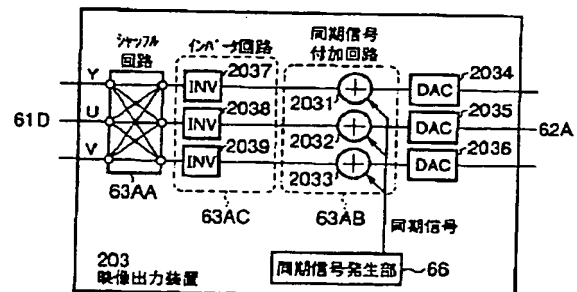 シャッフル
回路
インバータ回路
同期信号
付加回路
Y
U
V
61D
INV
2037
INV
2038
INV
2039
2031
2032
2033
DAC
2034
DAC
2035
DAC
2036
62A
63AA
63AC
63AB
同期信号
203
映像出力装置
同期信号発生部
66